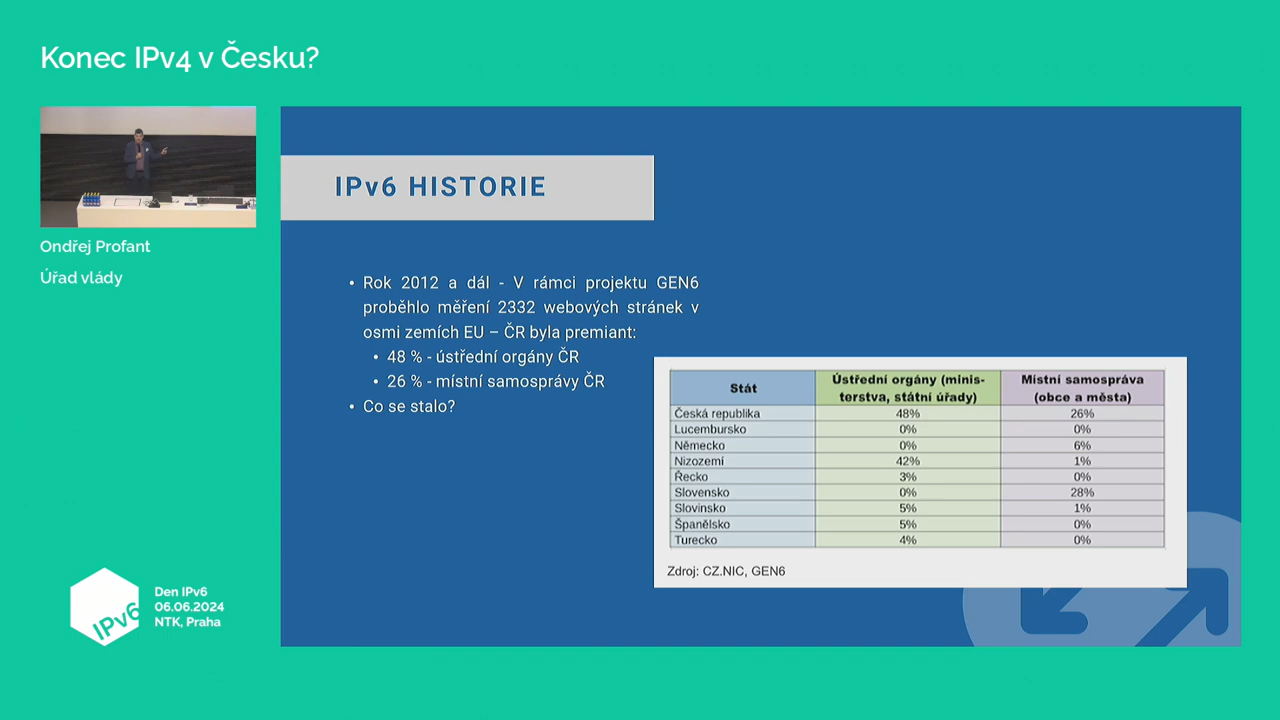 Konec IPv4 v Česku?
Ondřej Profant
Úřad vlády
IPv6 HISTORIE
• Rok 2012 a dál - V rámci projektu GEN6
proběhlo měření 2332 webových stránek v
osmi zemích EU – ČR byla premiant:
• 48 % - ústřední orgány ČR
• 26 % - místní samosprávy ČR
• Co se stalo?
Stát Ústřední orgány (minis-terstva, státní úřady) Místní samospráva (obce a města)
Česká republika 48% 26%
Lucembursko 0% 0%
Německo 0% 6%
Nizozemí 42% 1%
Řecko 3% 0%
Slovensko 0% 28%
Slovinsko 5% 1%
Španělsko 5% 0%
Turecko 4% 0%
Zdroj: CZ.NIC, GEN6
IPv6
Den IPv6
06.06.2024
NTK, Praha